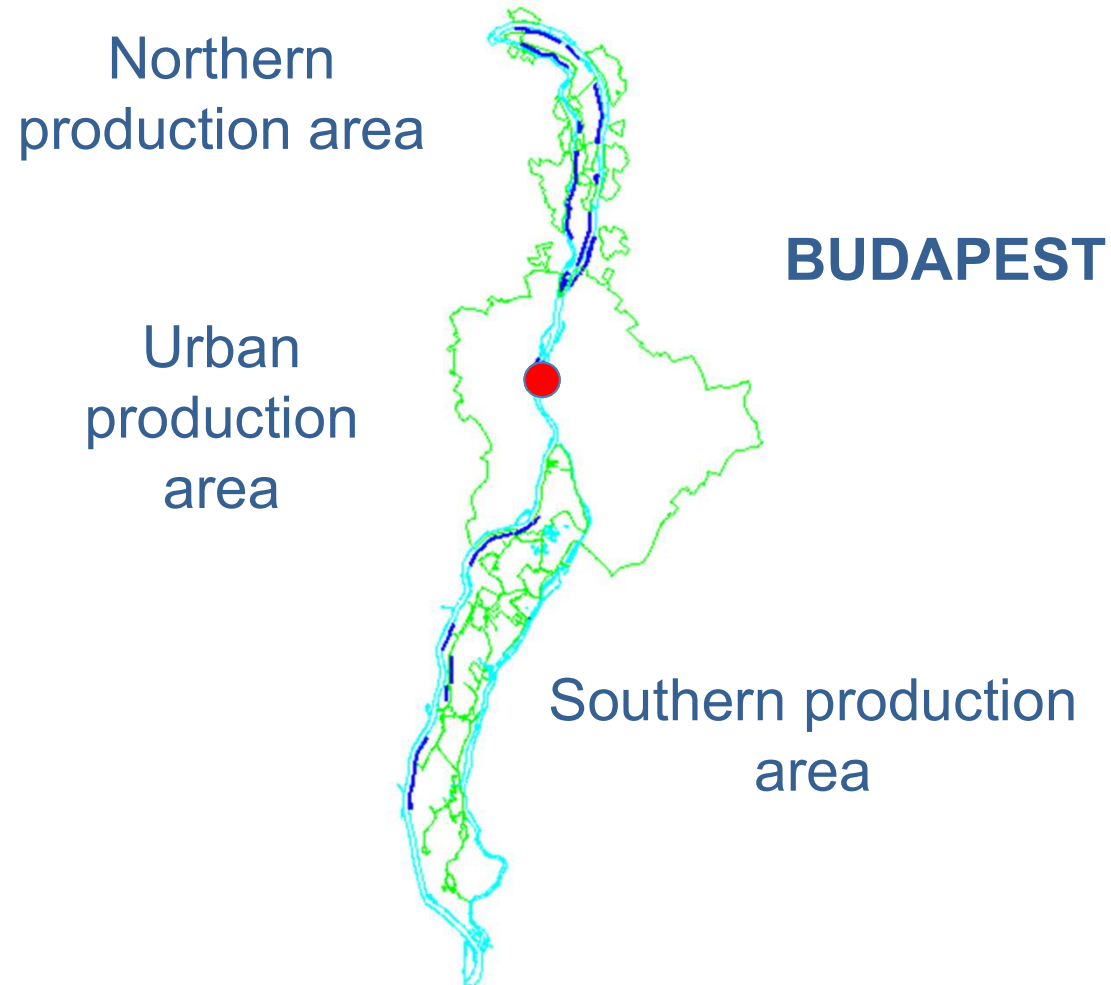 Northern
production area
BUDAPEST
Urban
production
area
Southern production
area